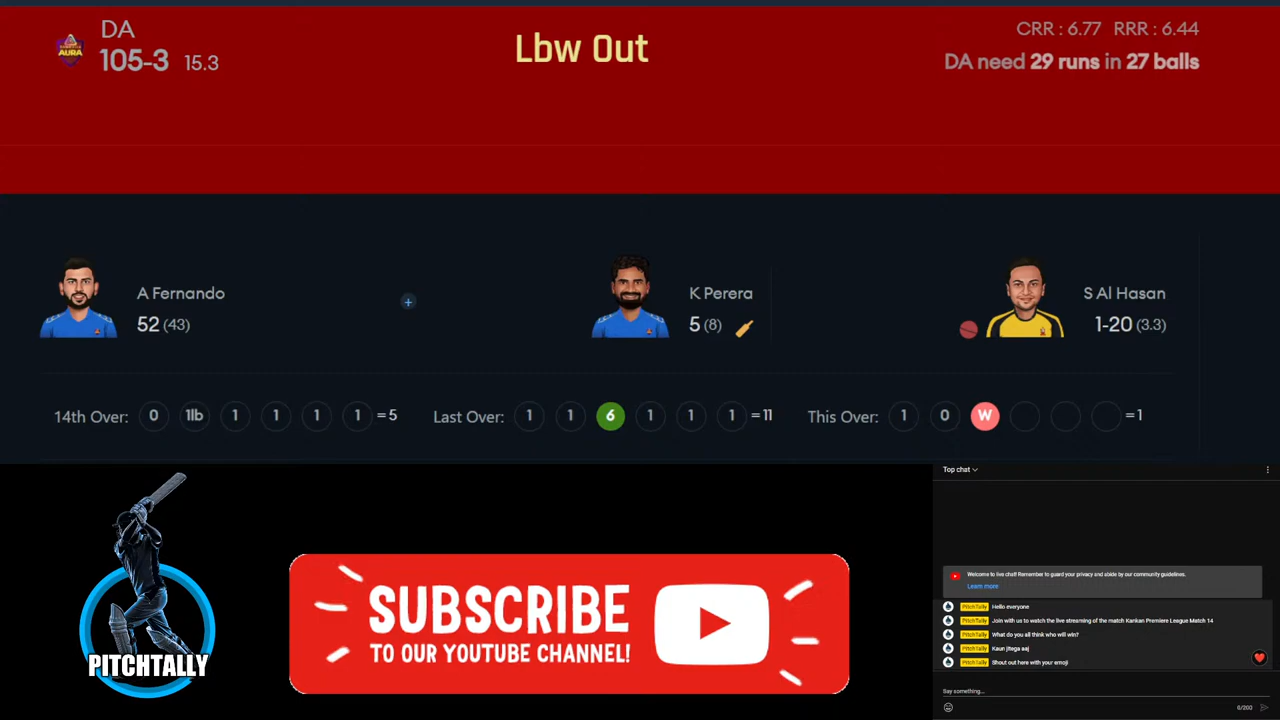 DA
105-3 15.3
AURA
Lbw Out
CRR : 6.77 RRR : 6.44
DA need 29 runs in 27 balls
A Fernando
52 (43)
K Perera
5 (8)
S Al Hasan
1-20 (3.3)
14th Over: 0 1lb 1 1 1 1 =5
Last Over: 1 1 6 1 1 1 =11
This Over: 1 0 W =1
PITCHTALLY
SUBSCRIBE
TO OUR YOUTUBE CHANNEL!
Top chat
Welcome to live chat! Remember to guard your privacy and abide by our community guidelines.
Learn more
PitchTally Hello everyone
PitchTally Join with us to watch the live streaming of the match Kankan Premiere League Match 14
PitchTally What do you all think who will win?
PitchTally Kaun jitega aaj
PitchTally Shout out here with your emoji
Say something...
0/200